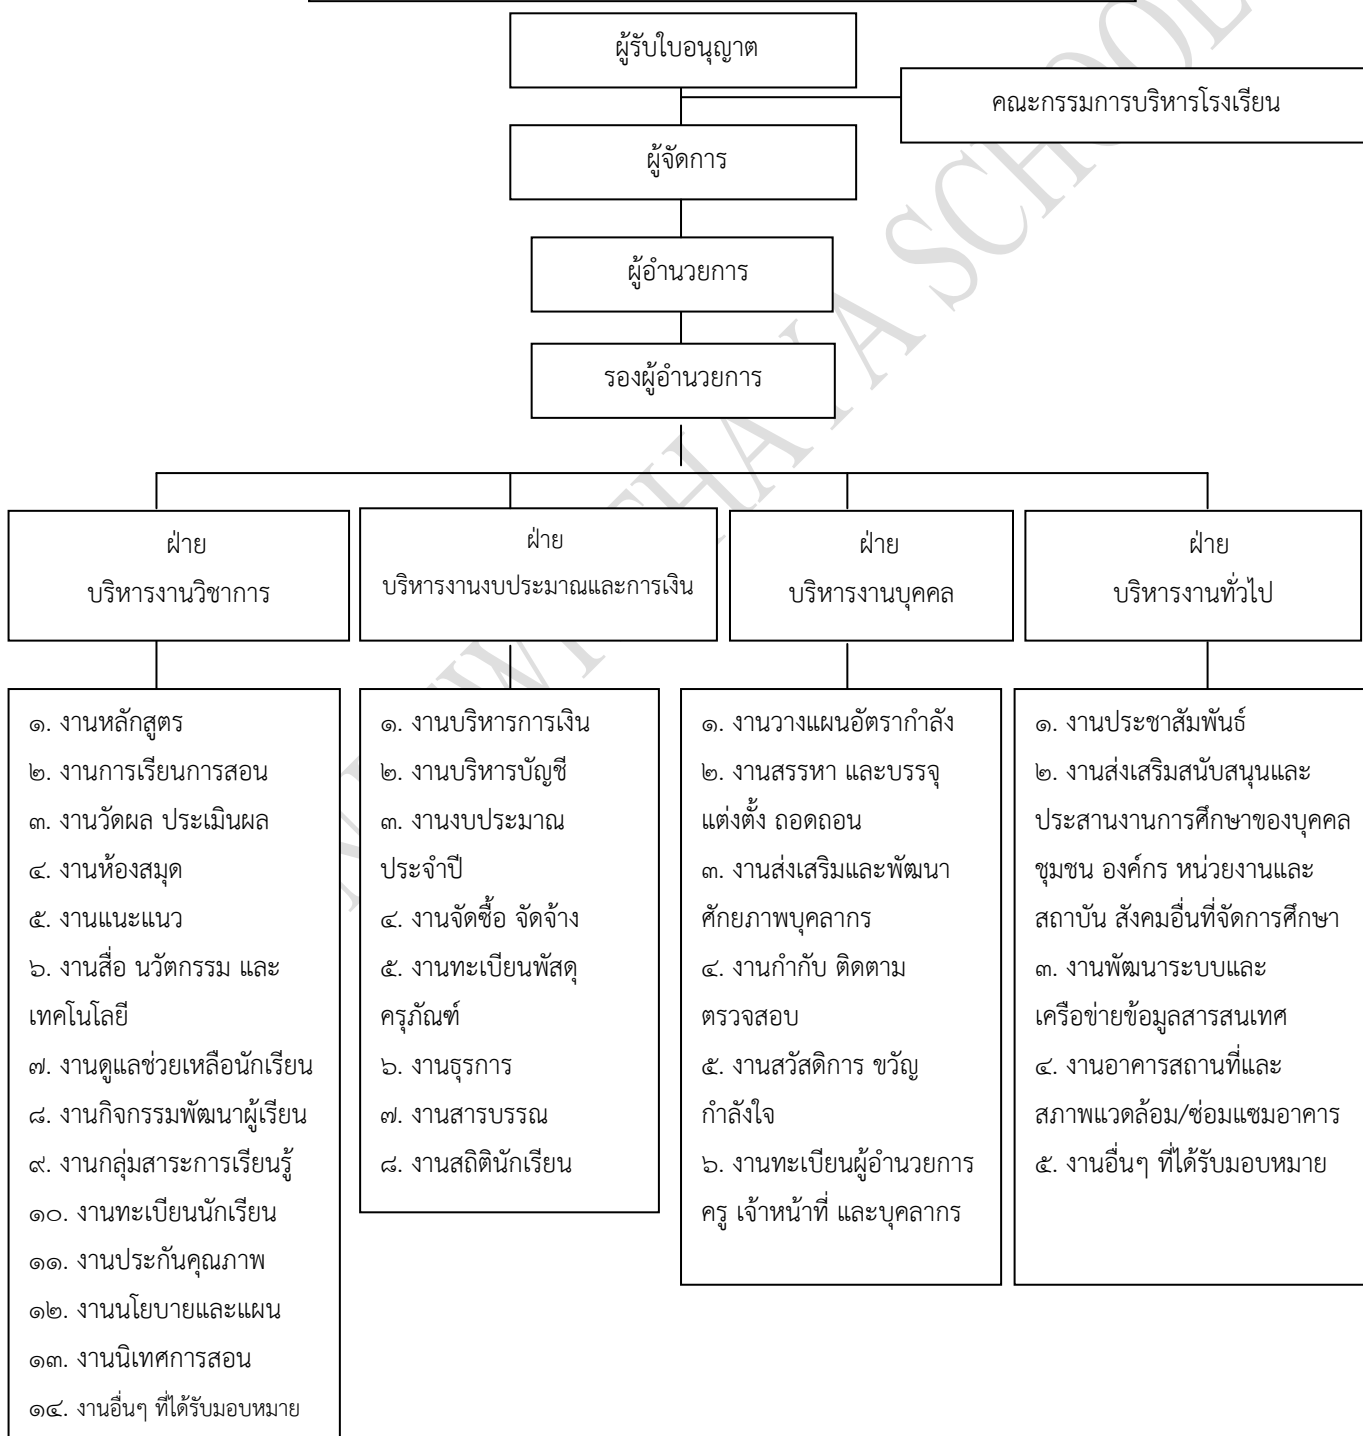 ผู้รับใบอนุญาต
คณะกรรมการบริหารโรงเรียน
ผู้จัดการ
ผู้อำนวยการ
รองผู้อำนวยการ
ฝ่าย
บริหารงานวิชาการ
ฝ่าย
บริหารงานงบประมาณและการเงิน
ฝ่าย
บริหารงานบุคคล
ฝ่าย
บริหารงานทั่วไป
๑. งานหลักสูตร
๒. งานการเรียนการสอน
๓. งานวัดผล ประเมินผล
๔. งานห้องสมุด
๕. งานแนะแนว
๖. งานสื่อ นวัตกรรม และ
เทคโนโลยี
๗. งานดูแลช่วยเหลือนักเรียน
๘. งานกิจกรรมพัฒนาผู้เรียน
๙. งานกลุ่มสาระการเรียนรู้
๑๐. งานทะเบียนนักเรียน
๑๑. งานประกันคุณภาพ
๑๒. งานนโยบายและแผน
๑๓. งานนิเทศการสอน
๑๔. งานอื่นๆ ที่ได้รับมอบหมาย
๑. งานบริหารการเงิน
๒. งานบริหารบัญชี
๓. งานงบประมาณ
ประจำปี
๔. งานจัดซื้อ จัดจ้าง
๕. งานทะเบียนพัสดุ
ครุภัณฑ์
๖. งานธุรการ
๗. งานสารบรรณ
๘. งานสถิตินักเรียน
๑. งานวางแผนอัตรากำลัง
๒. งานสรรหา และบรรจุ
แต่งตั้ง ถอดถอน
๓. งานส่งเสริมและพัฒนา
ศักยภาพบุคลากร
๔. งานกำกับ ติดตาม
ตรวจสอบ
๕. งานสวัสดิการ ขวัญ
กำลังใจ
๖. งานทะเบียนผู้อำนวยการ
ครู เจ้าหน้าที่ และบุคลากร
๑. งานประชาสัมพันธ์
๒. งานส่งเสริมสนับสนุนและ
ประสานงานการศึกษาของบุคคล
ชุมชน องค์กร หน่วยงานและ
สถาบัน สังคมอื่นที่จัดการศึกษา
๓. งานพัฒนาระบบและ
เครือข่ายข้อมูลสารสนเทศ
๔. งานอาคารสถานที่และ
สภาพแวดล้อม/ซ่อมแซมอาคาร
๕. งานอื่นๆ ที่ได้รับมอบหมาย
SCHOOL